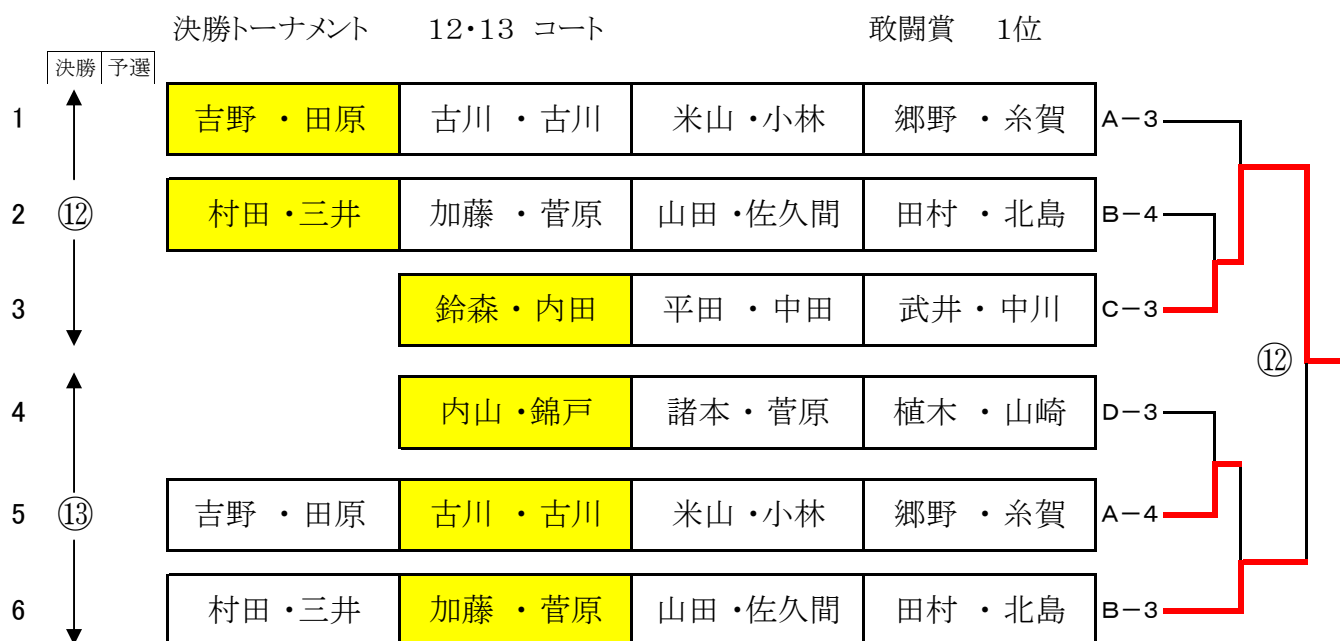 決勝トーナメント 12・13 コート 敢闘賞 1位
決勝 予選
1 吉野 ・ 田原 古川 ・ 古川 米山 ・小林 郷野 ・ 糸賀 A-3
2 ⑫ 村田 ・三井 加藤 ・ 菅原 山田 ・佐久間 田村 ・ 北島 B-4
3 鈴森・ 内田 平田 ・ 中田 武井・ 中川 C-3
⑫
4 内山 ・錦戸 諸本・ 菅原 植木 ・ 山崎 D-3
5 ⑬ 吉野 ・ 田原 古川 ・ 古川 米山 ・小林 郷野 ・ 糸賀 A-4
6 村田 ・三井 加藤 ・ 菅原 山田 ・佐久間 田村 ・ 北島 B-3